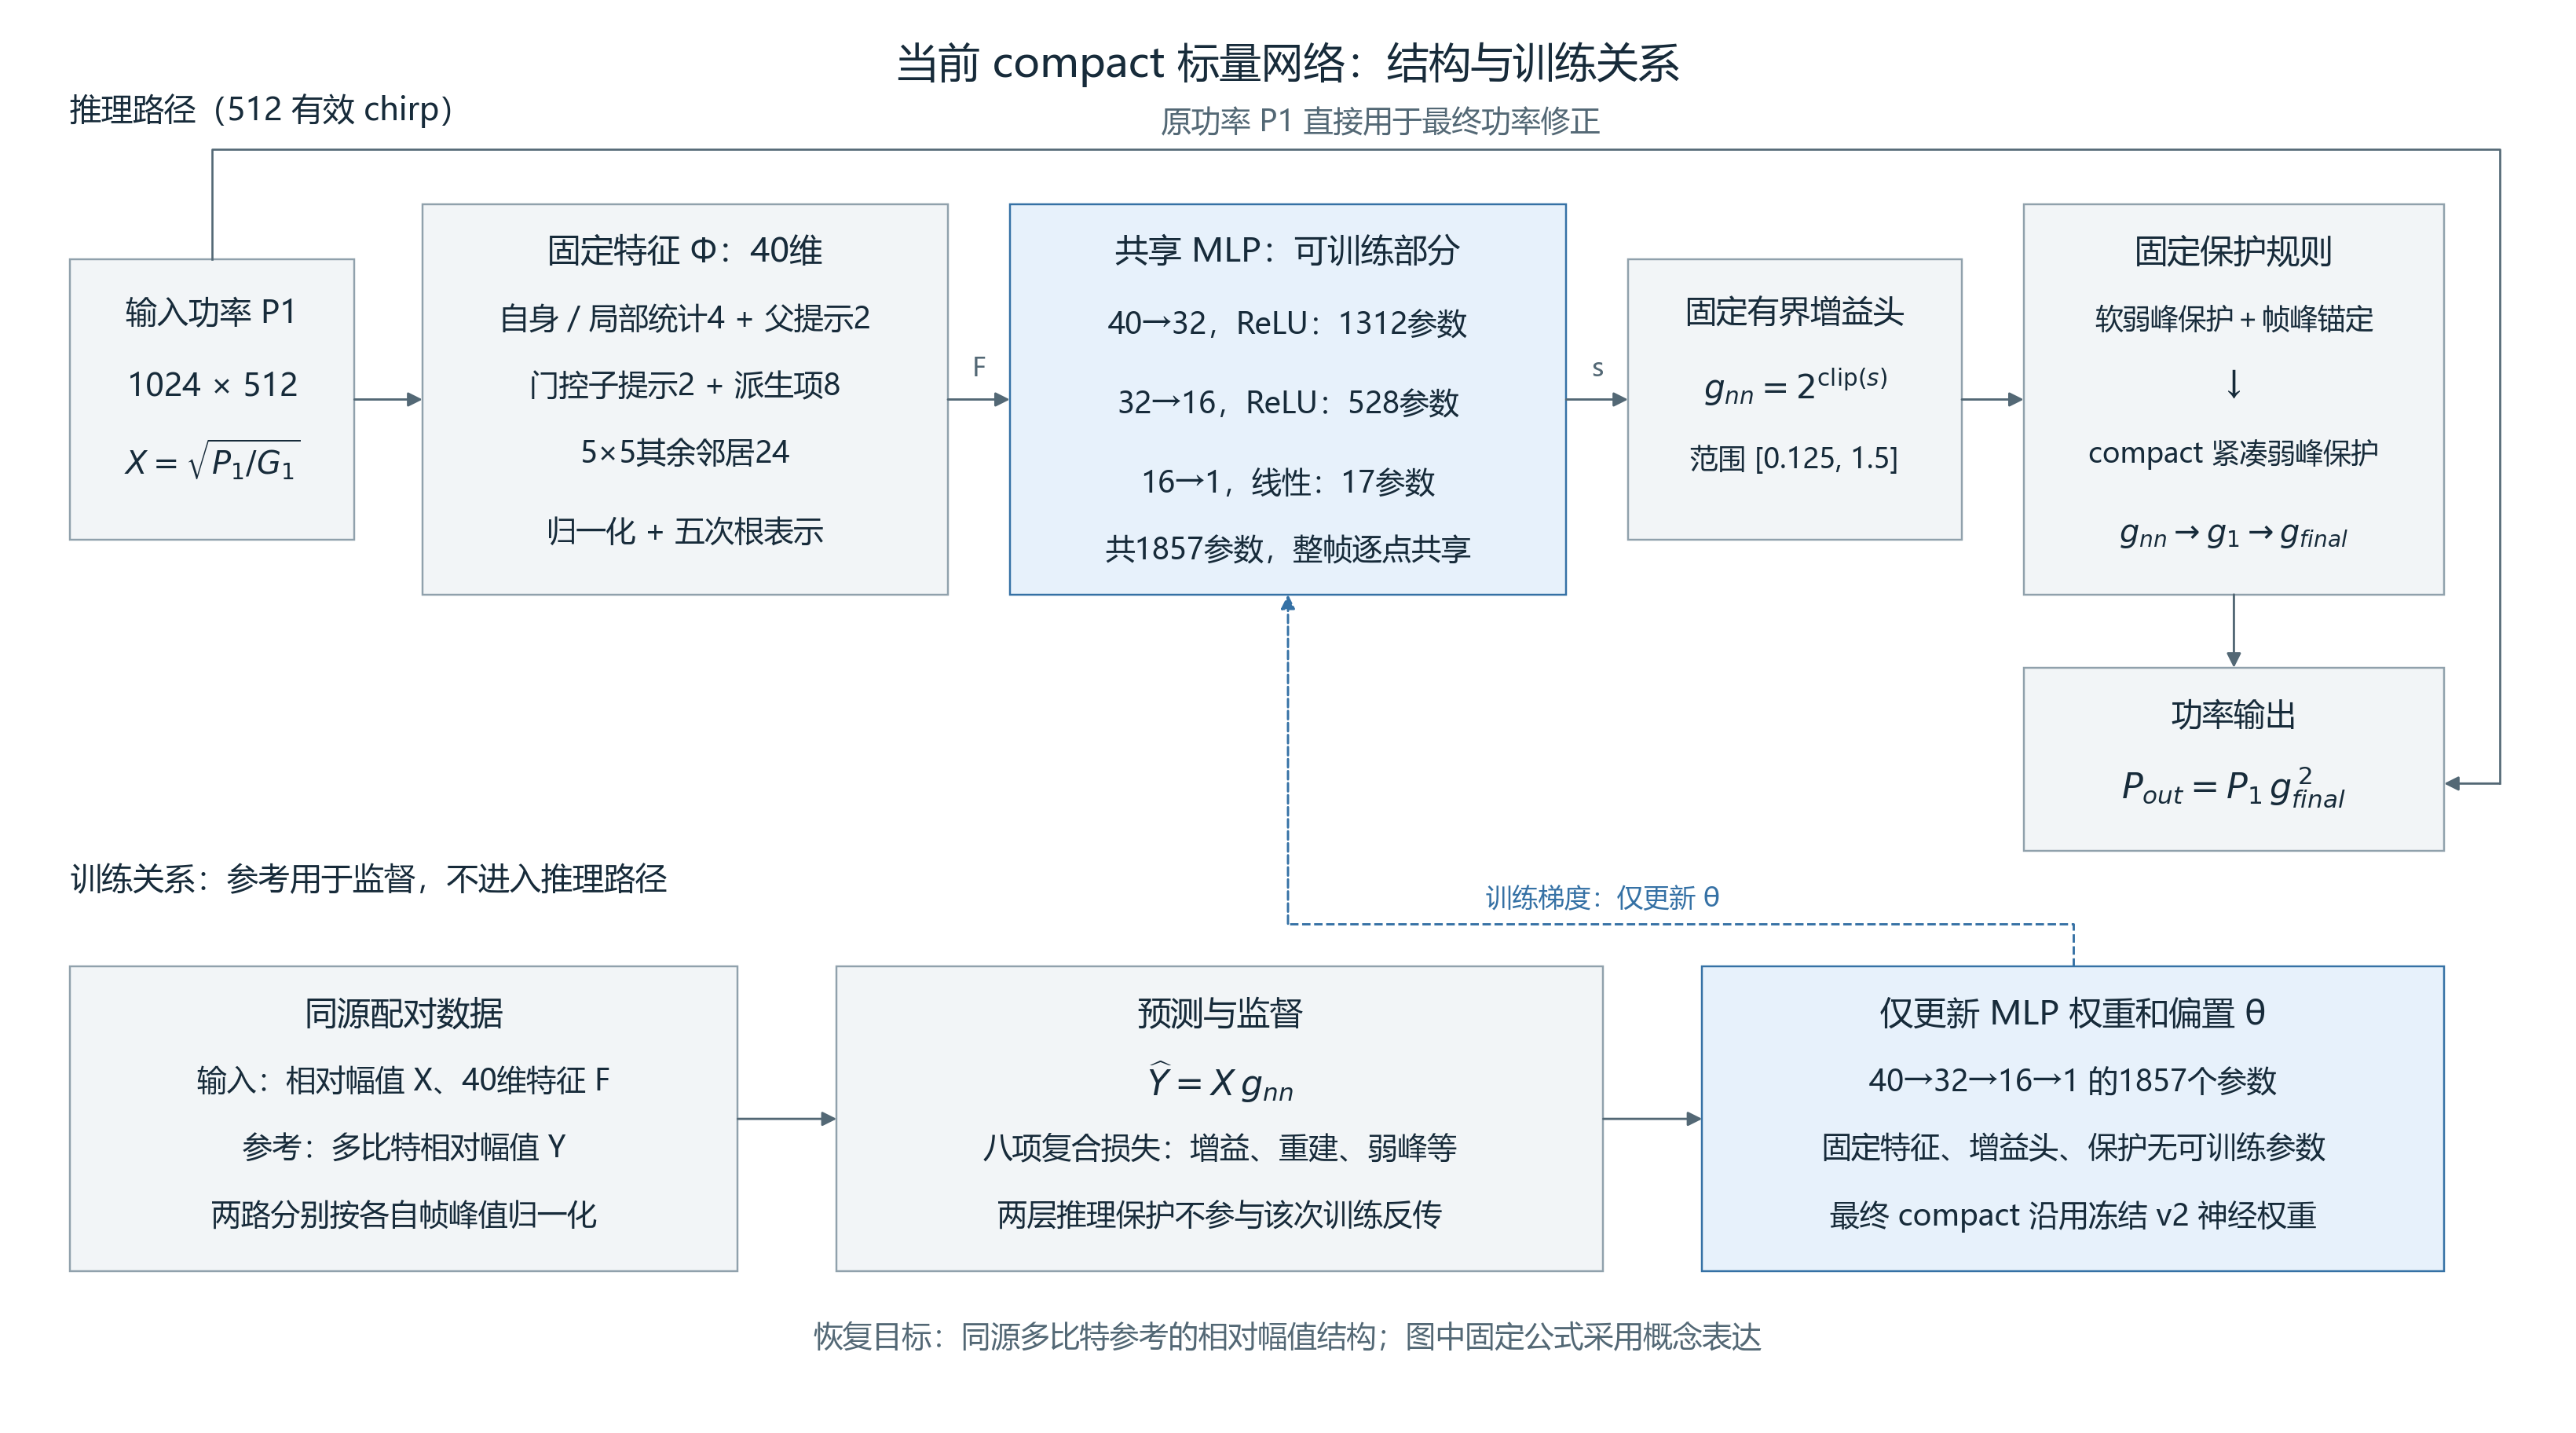 当前 compact 标量网络：结构与训练关系
推理路径（512 有效 chirp）
原功率 P1 直接用于最终功率修正
输入功率 P1
1024 × 512
X = √P₁/G₁
固定特征 Φ：40维
自身 / 局部统计4 + 父提示2
门控子提示2 + 派生项8
5×5其余邻居24
归一化 + 五次根表示
F
共享 MLP：可训练部分
40→32，ReLU：1312参数
32→16，ReLU：528参数
16→1，线性：17参数
共1857参数，整帧逐点共享
s
固定有界增益头
g_{nn} = 2^{clip(s)}
范围 [0.125, 1.5]
固定保护规则
软弱峰保护 + 帧峰锚定
↓
compact 紧凑弱峰保护
g_{nn} → g_1 → g_{final}
功率输出
P_{out} = P_1 g_{final}^2
训练关系：参考用于监督，不进入推理路径
训练梯度：仅更新 θ
同源配对数据
输入：相对幅值 X、40维特征 F
参考：多比特相对幅值 Y
两路分别按各自帧峰值归一化
预测与监督
Ŷ = X g_{nn}
八项复合损失：增益、重建、弱峰等
两层推理保护不参与该次训练反传
仅更新 MLP 权重和偏置 θ
40→32→16→1 的1857个参数
固定特征、增益头、保护无可训练参数
最终 compact 沿用冻结 v2 神经权重
恢复目标：同源多比特参考的相对幅值结构；图中固定公式采用概念表达